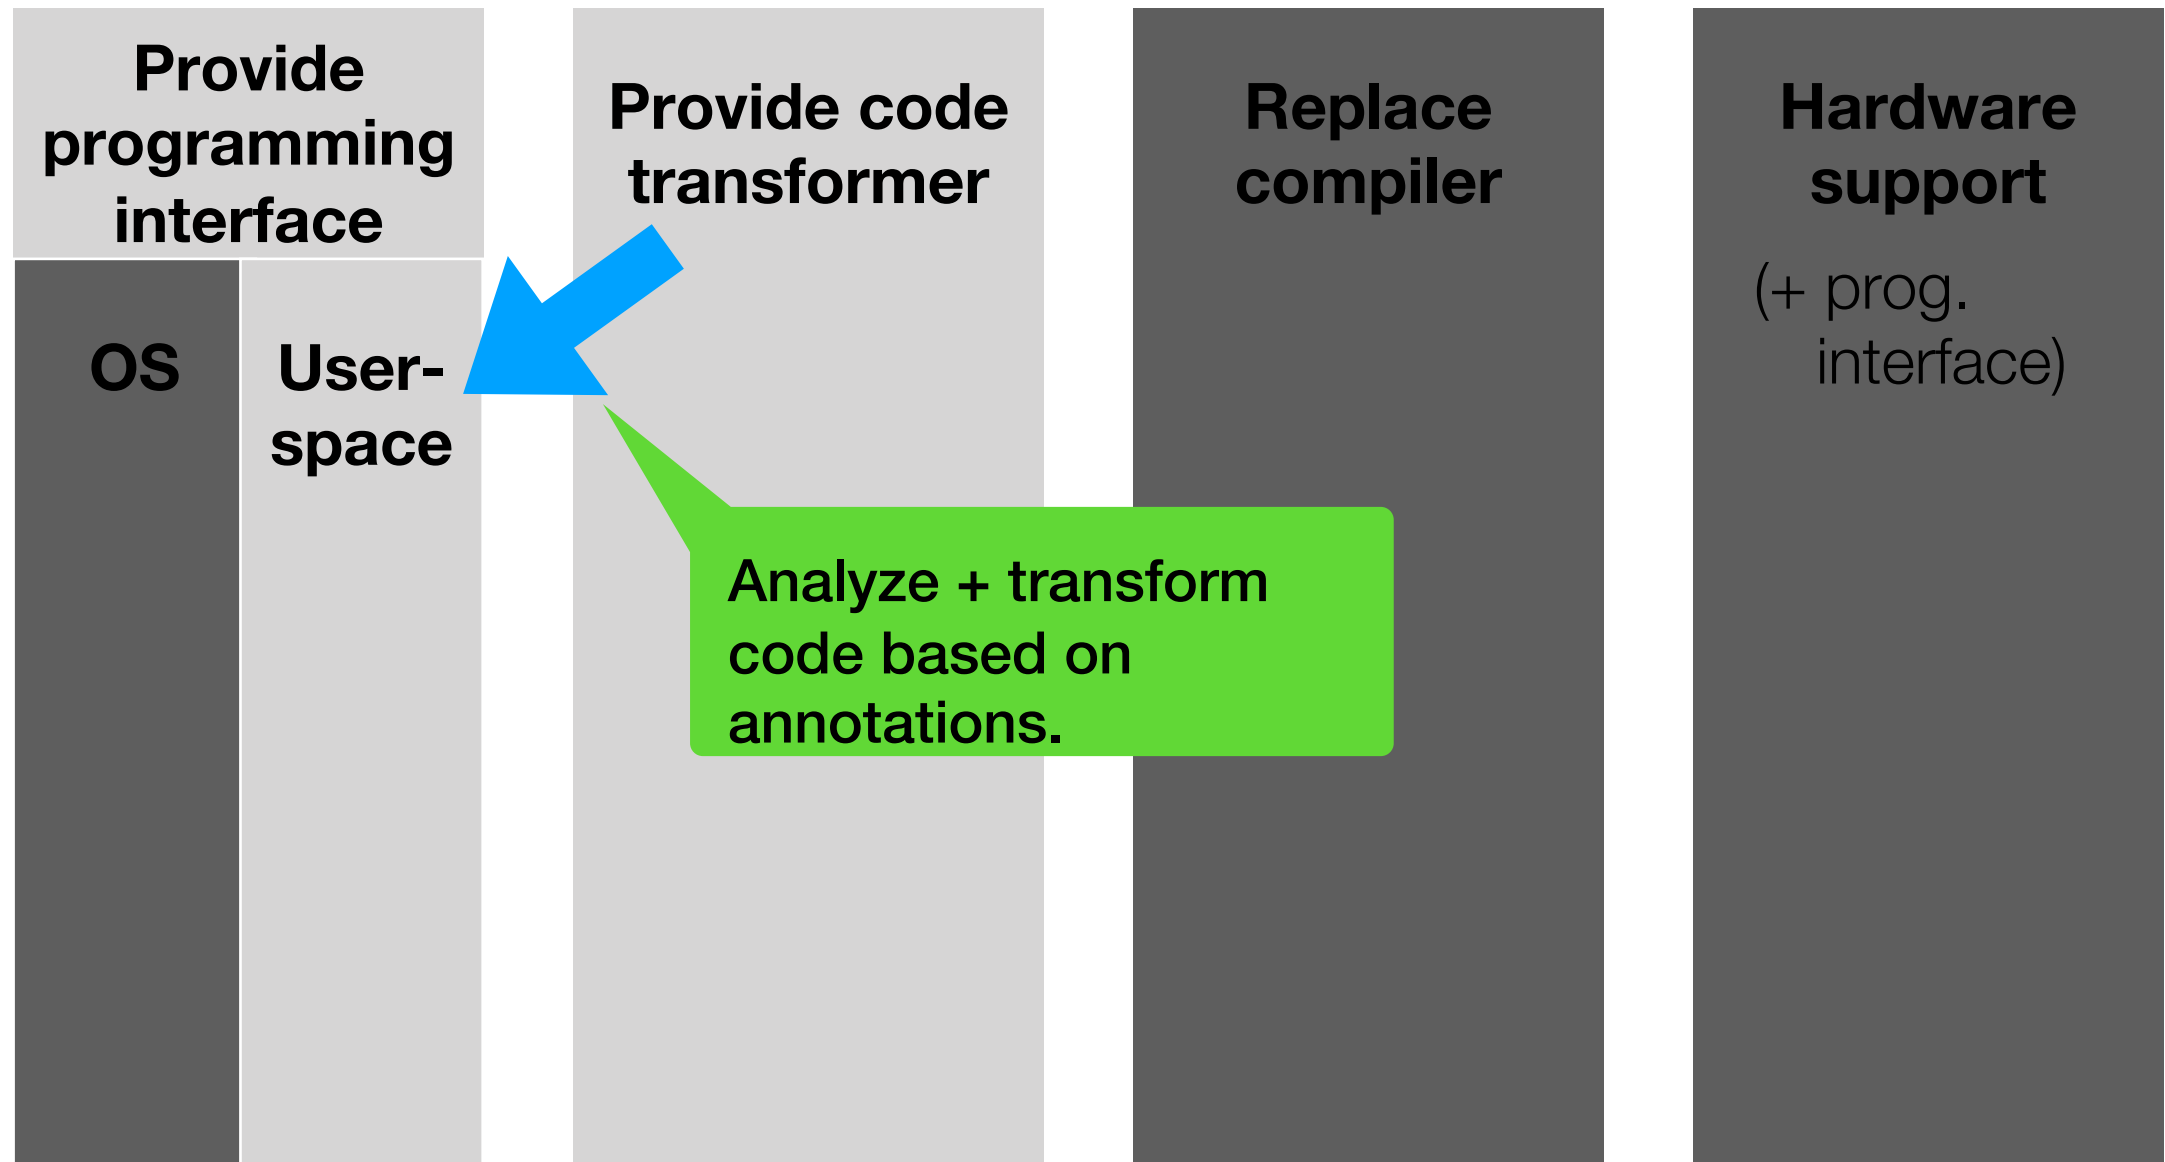 Provide
programming
interface
OS
User-
space
Provide code
transformer
Analyze + transform
code based on
annotations.
Replace
compiler
Hardware
support
(+ prog.
interface)